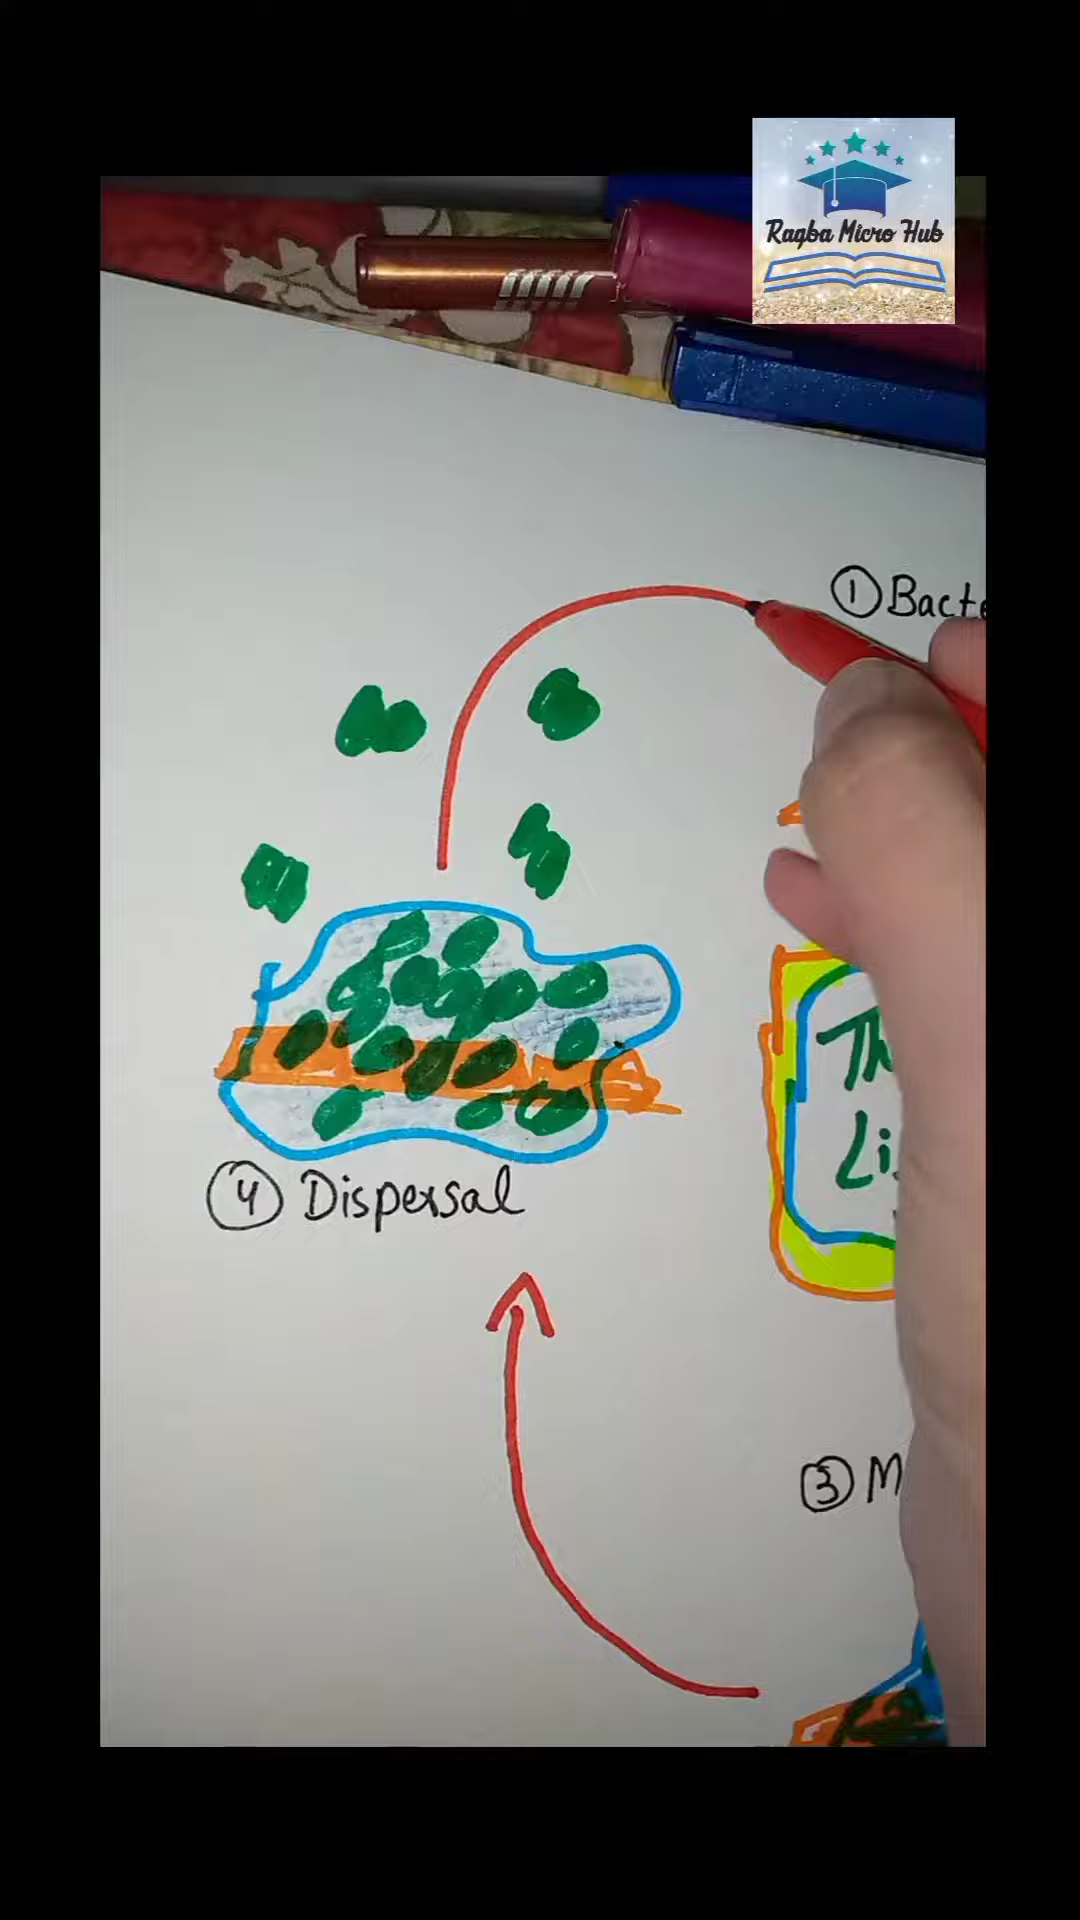 Raqba Micro Hub
① Bacte
Th
Li
④ Dispersal
③ M